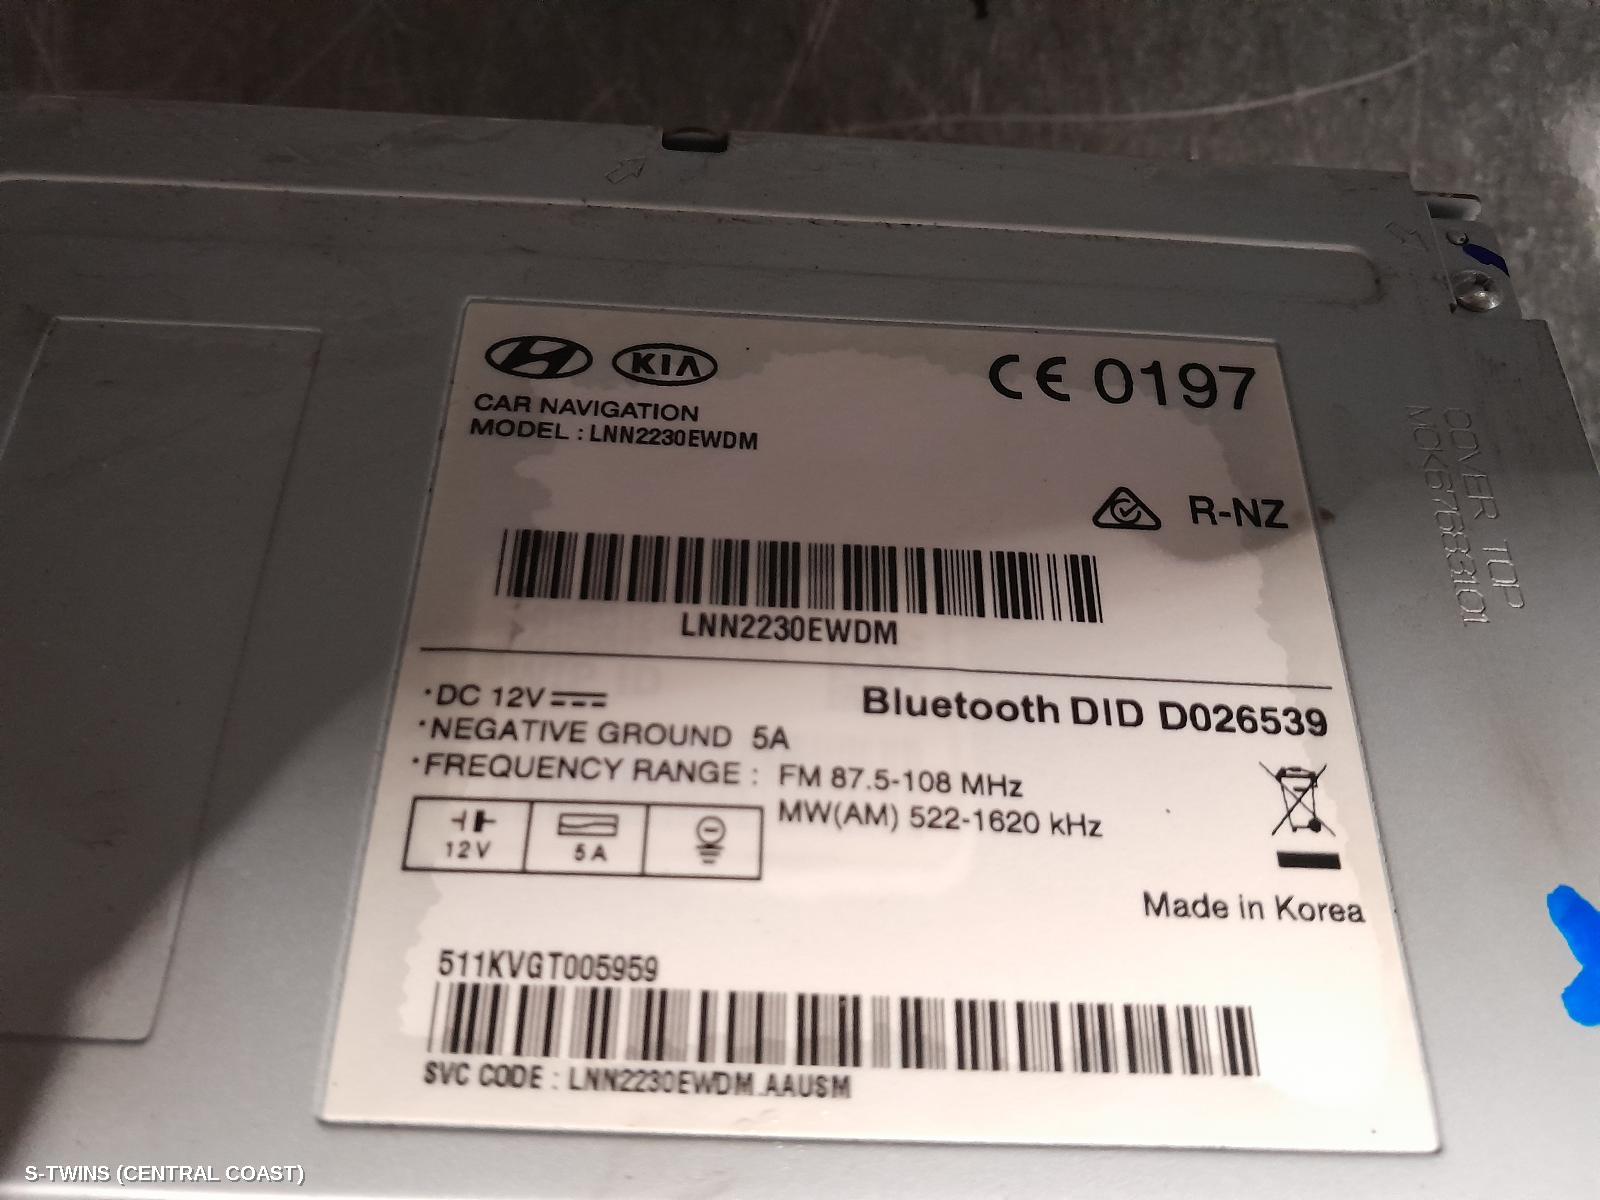 KIA
CE 0197
CAR NAVIGATION
MODEL : LNN2230EWDM
R-NZ
LNN2230EWDM
·DC 12V
Bluetooth DID D026539
·NEGATIVE GROUND 5A
·FREQUENCY RANGE : FM 87.5-108 MHz
MW(AM) 522-1620 kHz
12V
5A
Made in Korea
511KVGT005959
SVC CODE : LNN2230EWDM.AAUSM
COVER TOP
MCK67683101
S-TWINS (CENTRAL COAST)